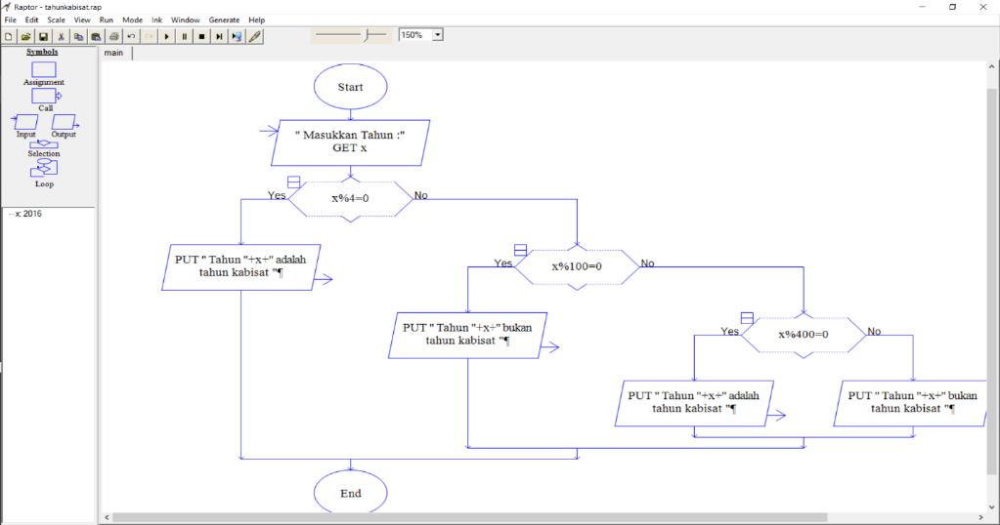 Raptor - tahunkabisat.rap
File Edit Scale View Run Mode Ink Window Generate Help
150%
Symbols
main
Assignment
Call
Input Output
Selection
Loop
x: 2016
Start
" Masukkan Tahun :"
GET x
Yes
x%4=0
No
PUT " Tahun "+x+" adalah
tahun kabisat "¶
Yes
x%100=0
No
PUT " Tahun "+x+" bukan
tahun kabisat "¶
Yes
x%400=0
No
PUT " Tahun "+x+" adalah
tahun kabisat "¶
PUT " Tahun "+x+" bukan
tahun kabisat "¶
End